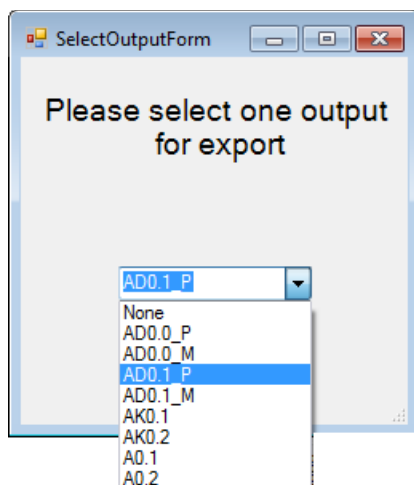 SelectOutputForm
Please select one output
for export
AD0.1_P
None
AD0.0_P
AD0.0_M
AD0.1_P
AD0.1_M
AK0.1
AK0.2
A0.1
A0.2